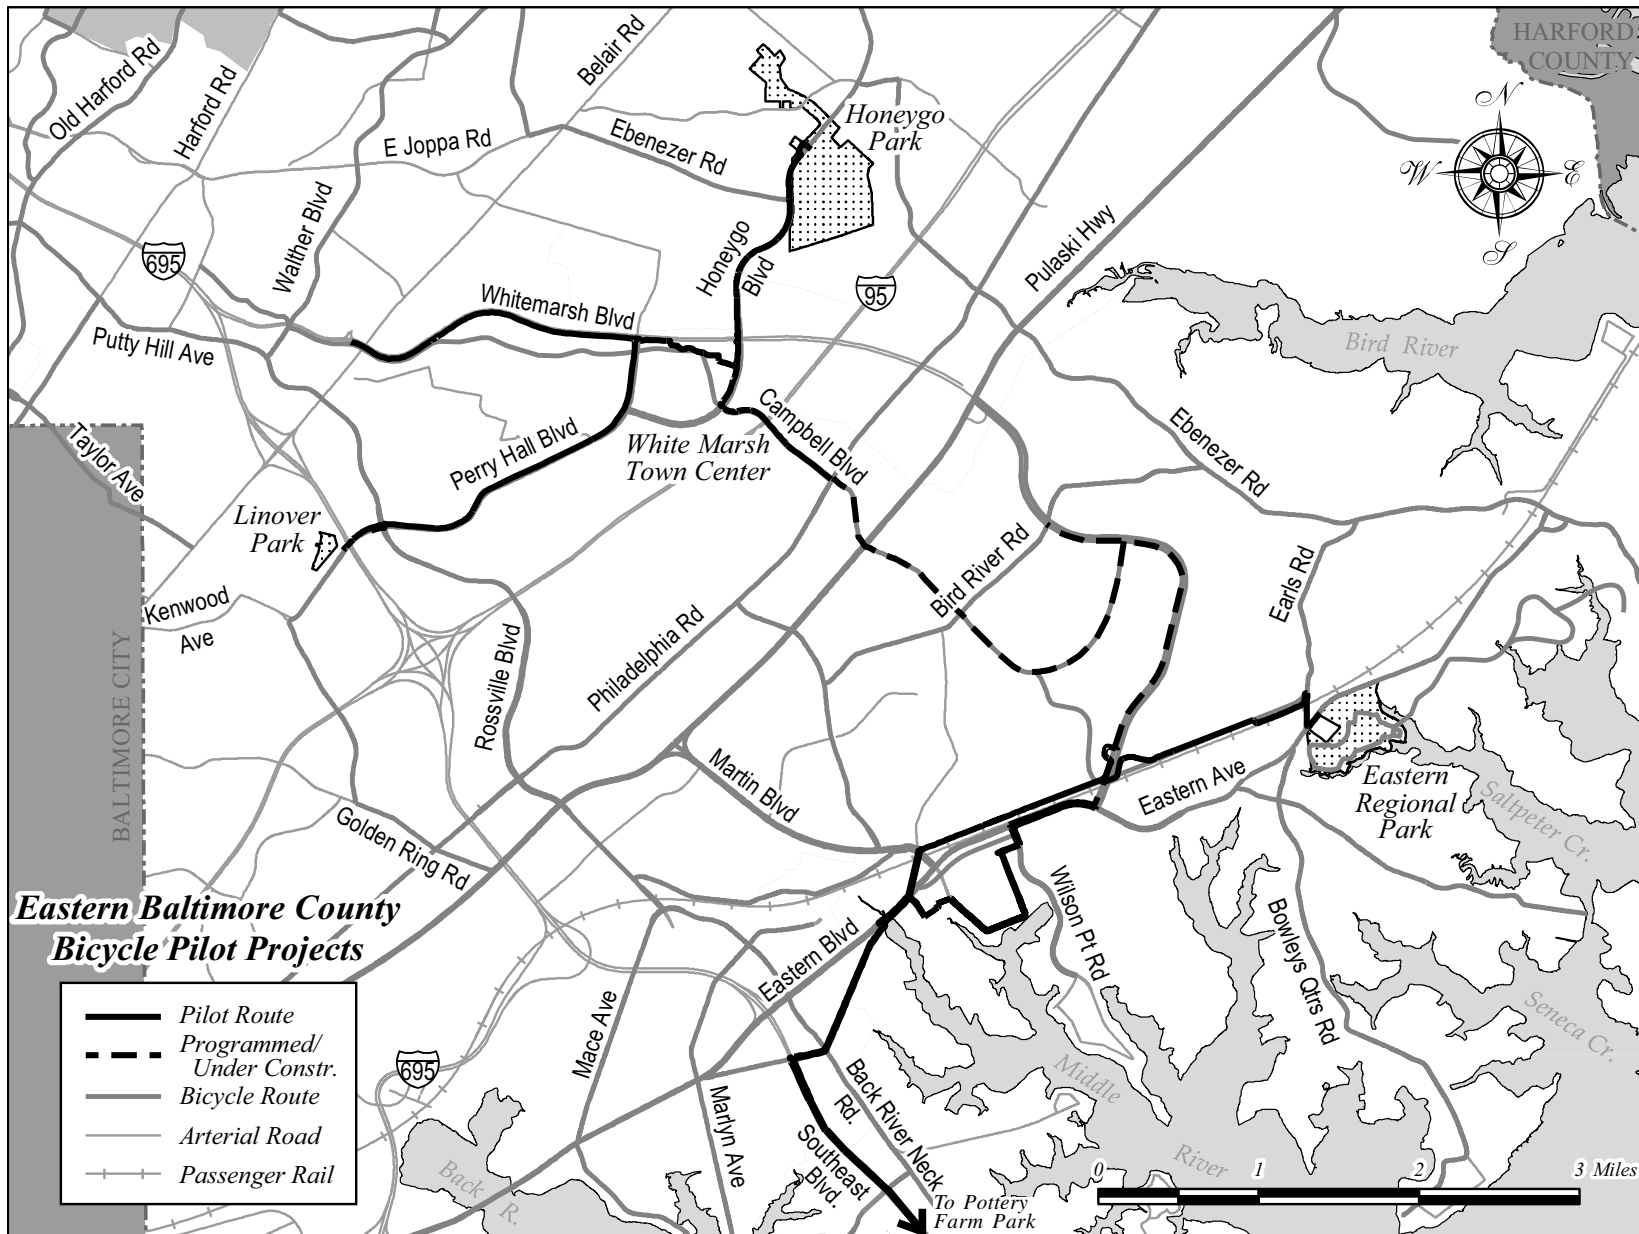 HARFORD
COUNTY
Old Harford Rd
Harford Rd
Belair Rd
E Joppa Rd
Ebenezer Rd
Honeygo
Park
N
W
E
S
Walther Blvd
695
Honeygo
Blvd
95
Pulaski Hwy
Whitemarsh Blvd
Putty Hill Ave
Bird River
Campbell Blvd
Taylor Ave
Perry Hall Blvd
White Marsh
Town Center
Ebenezer Rd
Linover
Park
Bird River Rd
Earls Rd
Kenwood
Ave
Rossville Blvd
Philadelphia Rd
BALTIMORE CITY
Martin Blvd
Eastern Ave
Eastern
Regional
Park
Saltpeter Cr.
Golden Ring Rd
Wilson Pt Rd
Bowleys Qtrs Rd
Eastern Blvd
Seneca Cr.
Eastern Baltimore County
Bicycle Pilot Projects
Pilot Route
Programmed/
Under Constr.
Bicycle Route
Arterial Road
Passenger Rail
Mace Ave
695
Marlyn Ave
Back River Neck
Rd.
Southeast
Blvd.
Middle
River
Back
R.
To Pottery
Farm Park
0 1 2 3 Miles